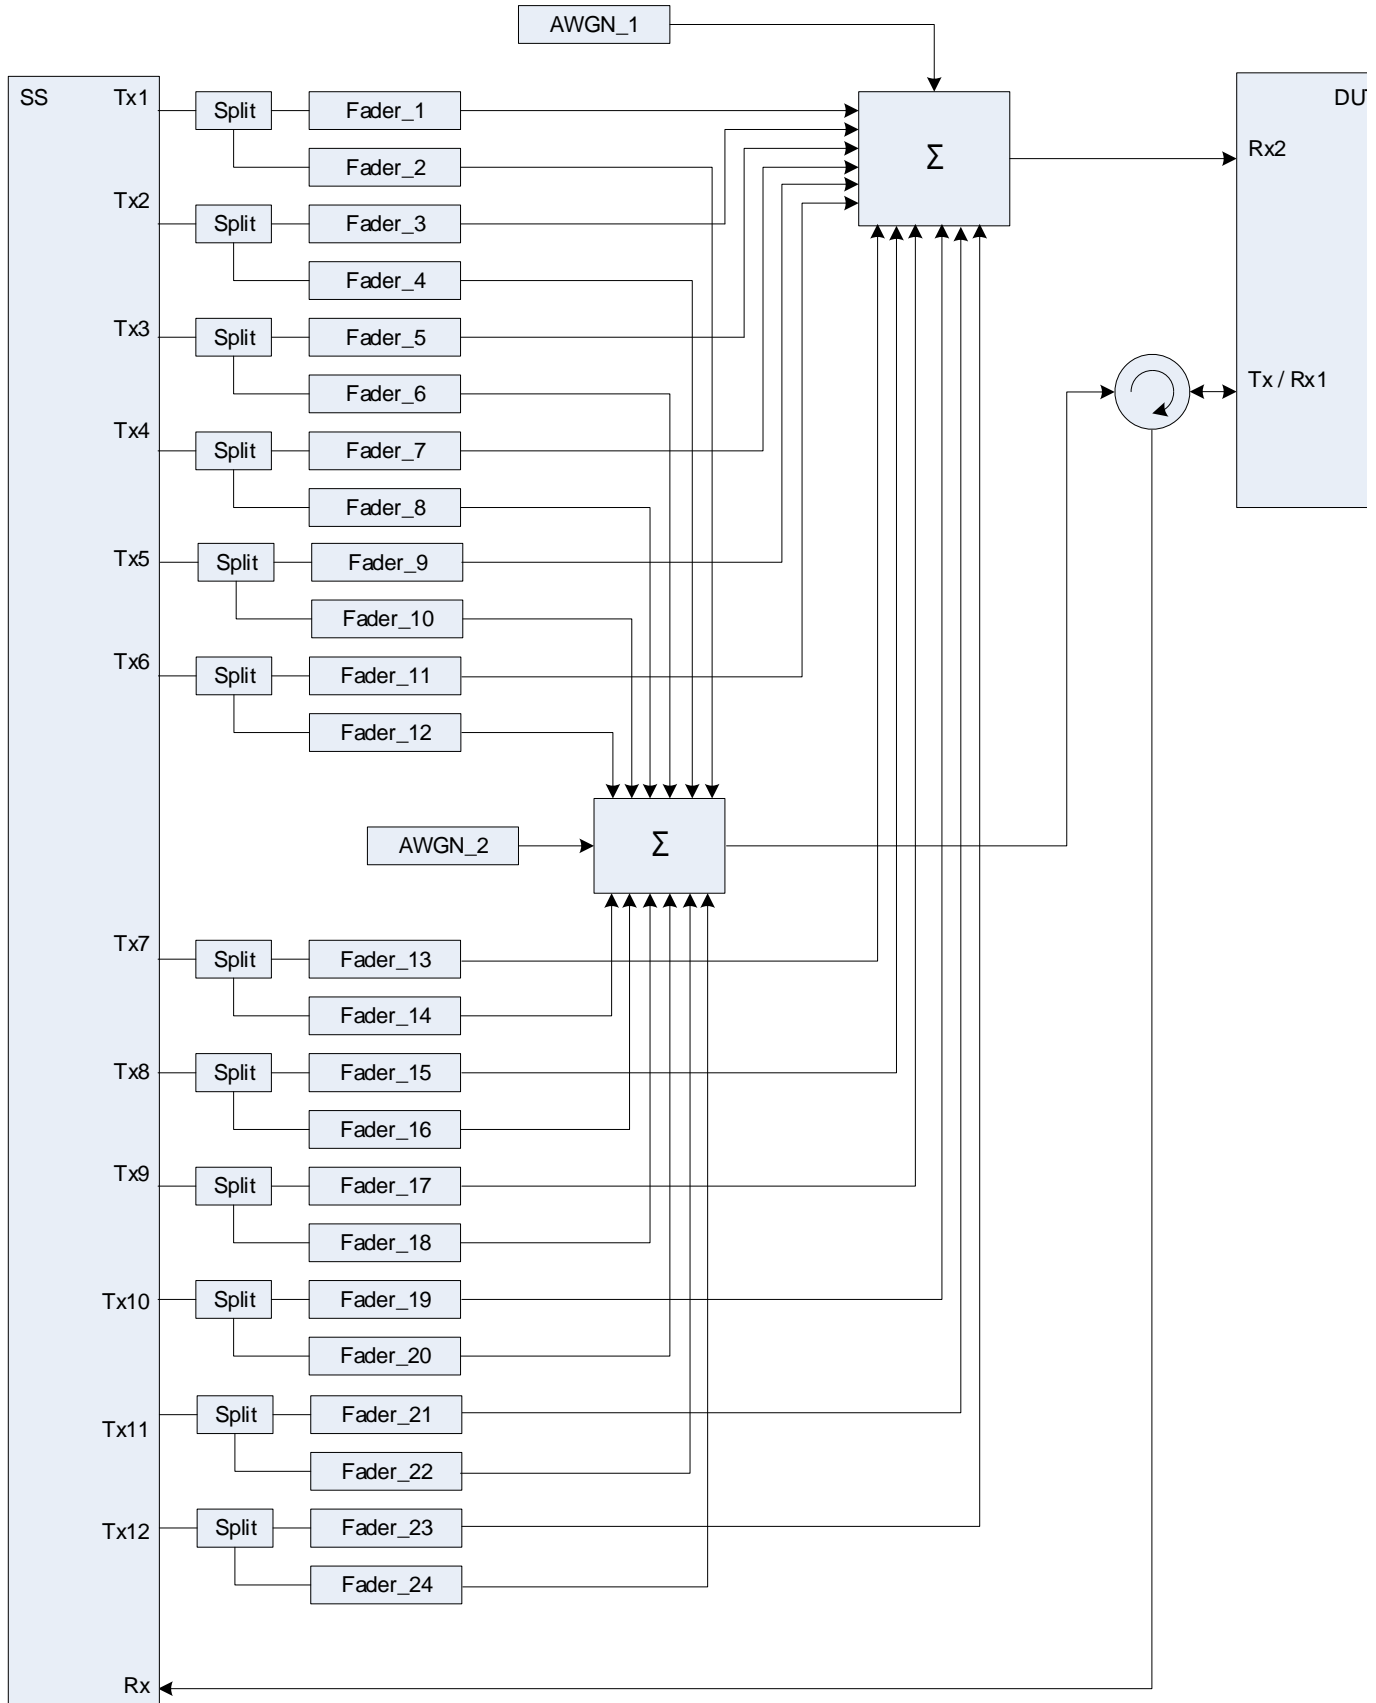 AWGN_1
SS
Tx1
Split
Fader_1
DU
Σ
Rx2
Fader_2
Tx2
Split
Fader_3
Fader_4
Tx3
Split
Fader_5
Tx / Rx1
Fader_6
Tx4
Split
Fader_7
Fader_8
Tx5
Split
Fader_9
Fader_10
Tx6
Split
Fader_11
Fader_12
AWGN_2
Σ
Tx7
Split
Fader_13
Fader_14
Tx8
Split
Fader_15
Fader_16
Tx9
Split
Fader_17
Fader_18
Tx10
Split
Fader_19
Fader_20
Tx11
Split
Fader_21
Fader_22
Tx12
Split
Fader_23
Fader_24
Rx